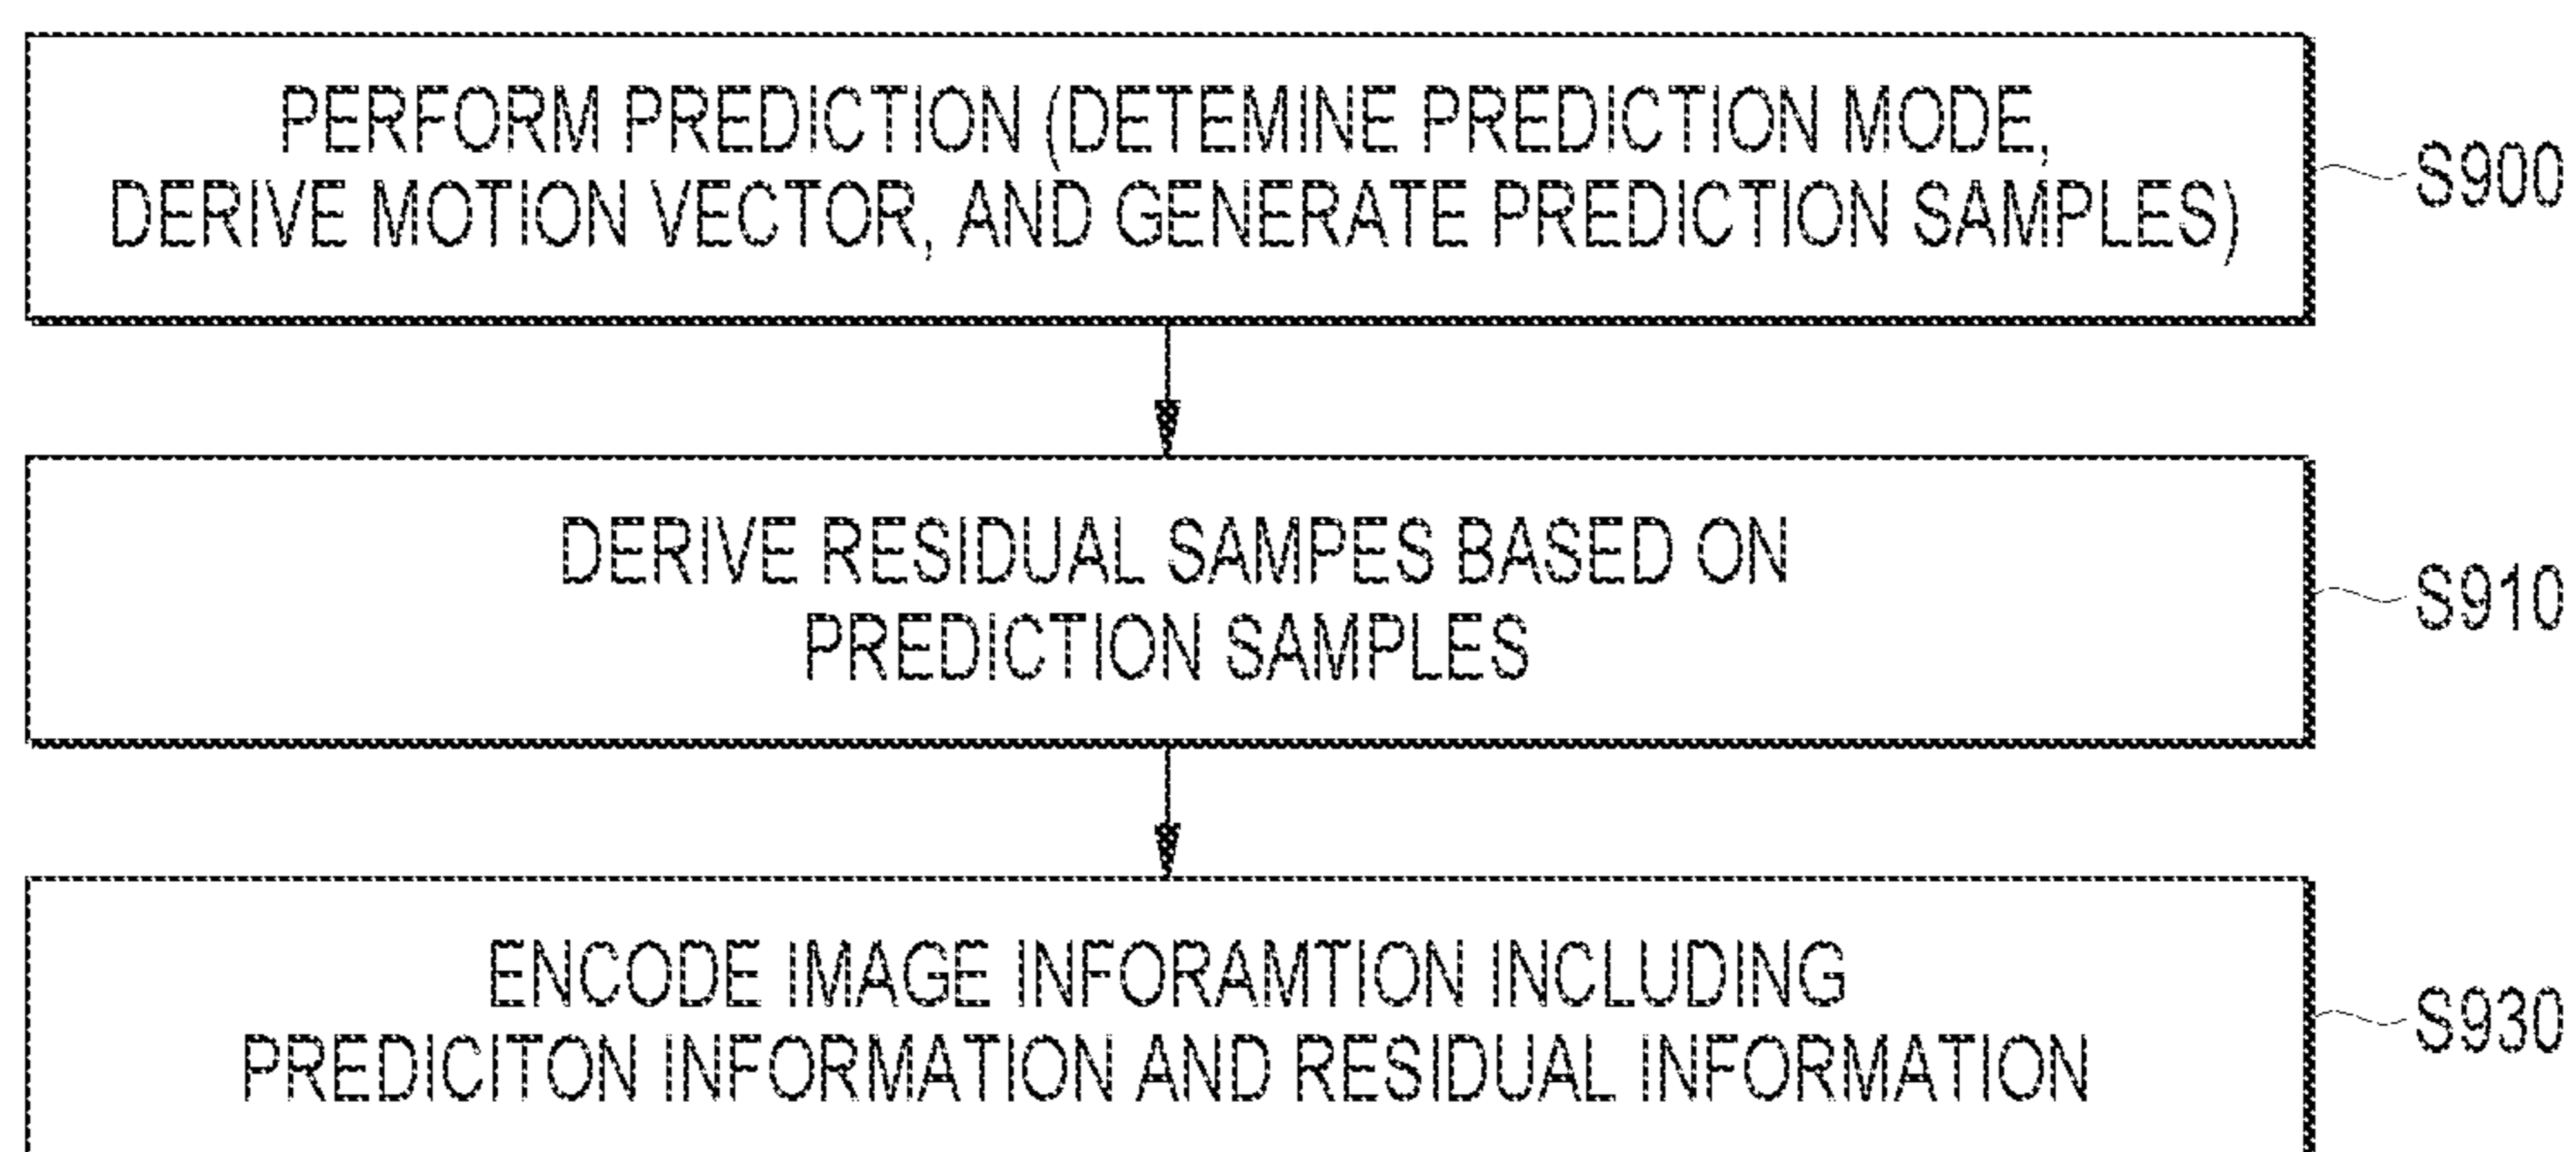 PERFORM PREDICTION (DETEMINE PREDICTION MODE,
DERIVE MOTION VECTOR, AND GENERATE PREDICTION SAMPLES)
S900
DERIVE RESIDUAL SAMPES BASED ON
PREDICTION SAMPLES
S910
ENCODE IMAGE INFORAMTION INCLUDING
PREDICITON INFORMATION AND RESIDUAL INFORMATION
S930